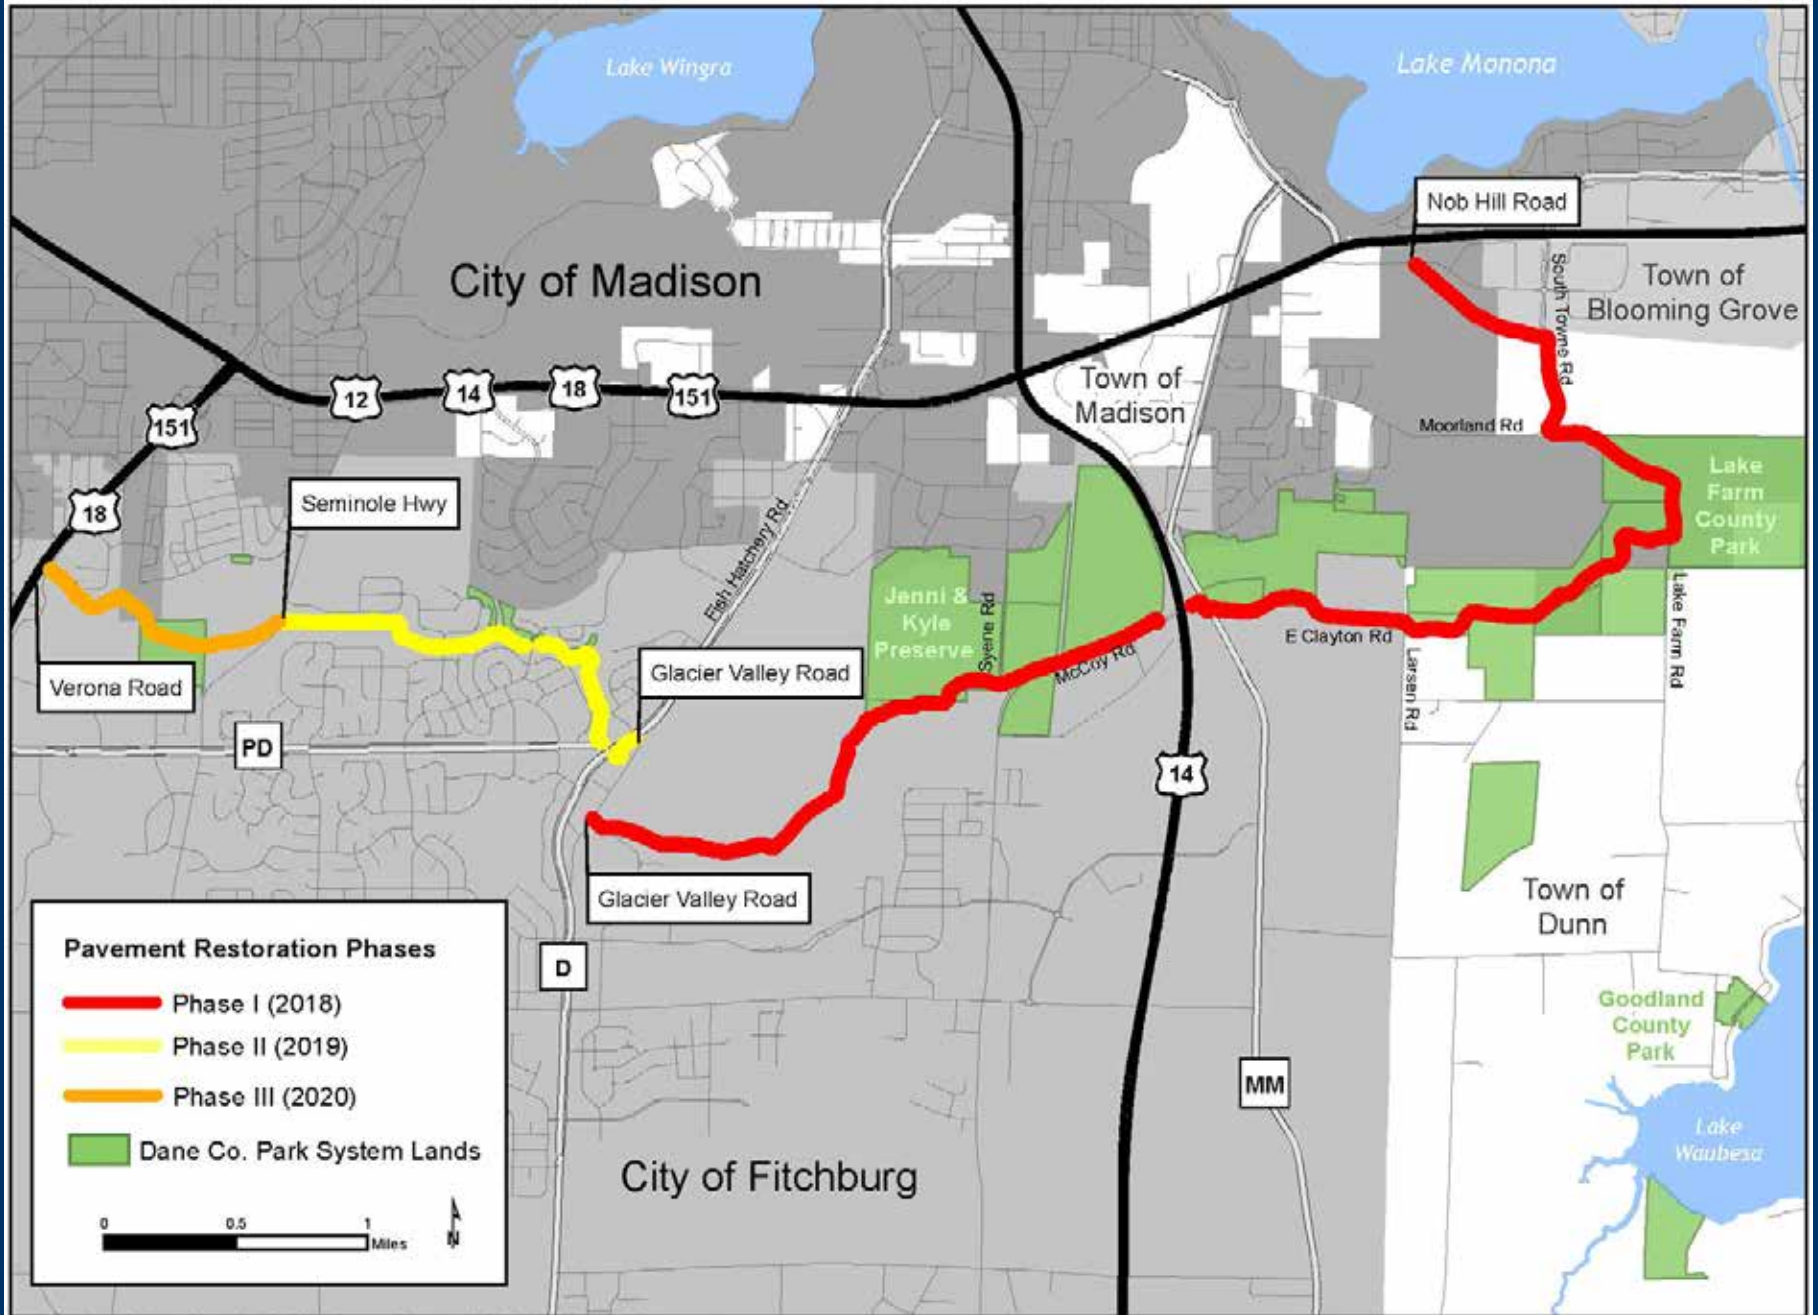 Lake Wingra
Lake Monona
Nob Hill Road
City of Madison
South Towne Rd
Town of
Blooming Grove
12
14
18
151
Town of
Madison
151
Moorland Rd
18
Seminole Hwy
Lake
Farm
County
Park
Fish Hatchery Rd
Jenni &
Kyle
Preserve
Syene Rd
E Clayton Rd
Lake Farm Rd
McCoy Rd
Larsen Rd
Verona Road
Glacier Valley Road
PD
14
Glacier Valley Road
Town of
Dunn
Pavement Restoration Phases
Phase I (2018)
Phase II (2019)
Phase III (2020)
Dane Co. Park System Lands
0 0.5 1
Miles
N
D
Goodland
County
Park
MM
Lake
Waubesa
City of Fitchburg